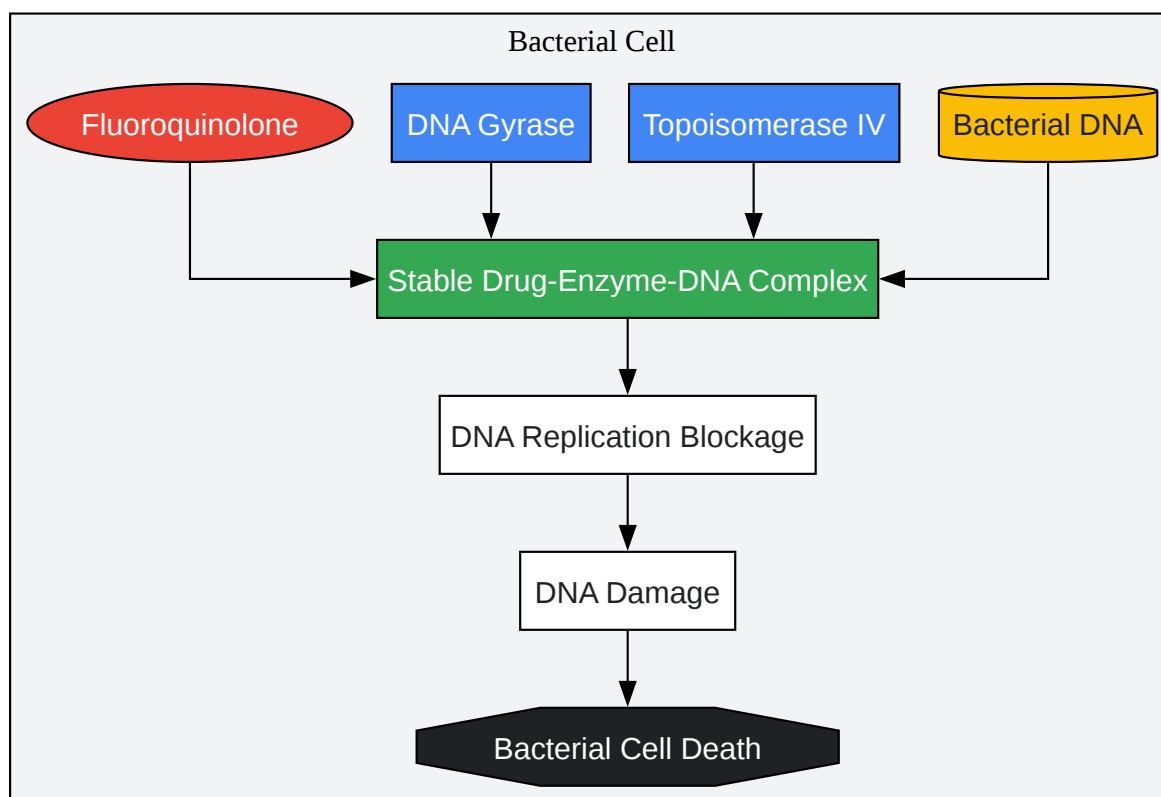 Bacterial Cell
Fluoroquinolone
DNA Gyrase
Topoisomerase IV
Bacterial DNA
Stable Drug-Enzyme-DNA Complex
DNA Replication Blockage
DNA Damage
Bacterial Cell Death